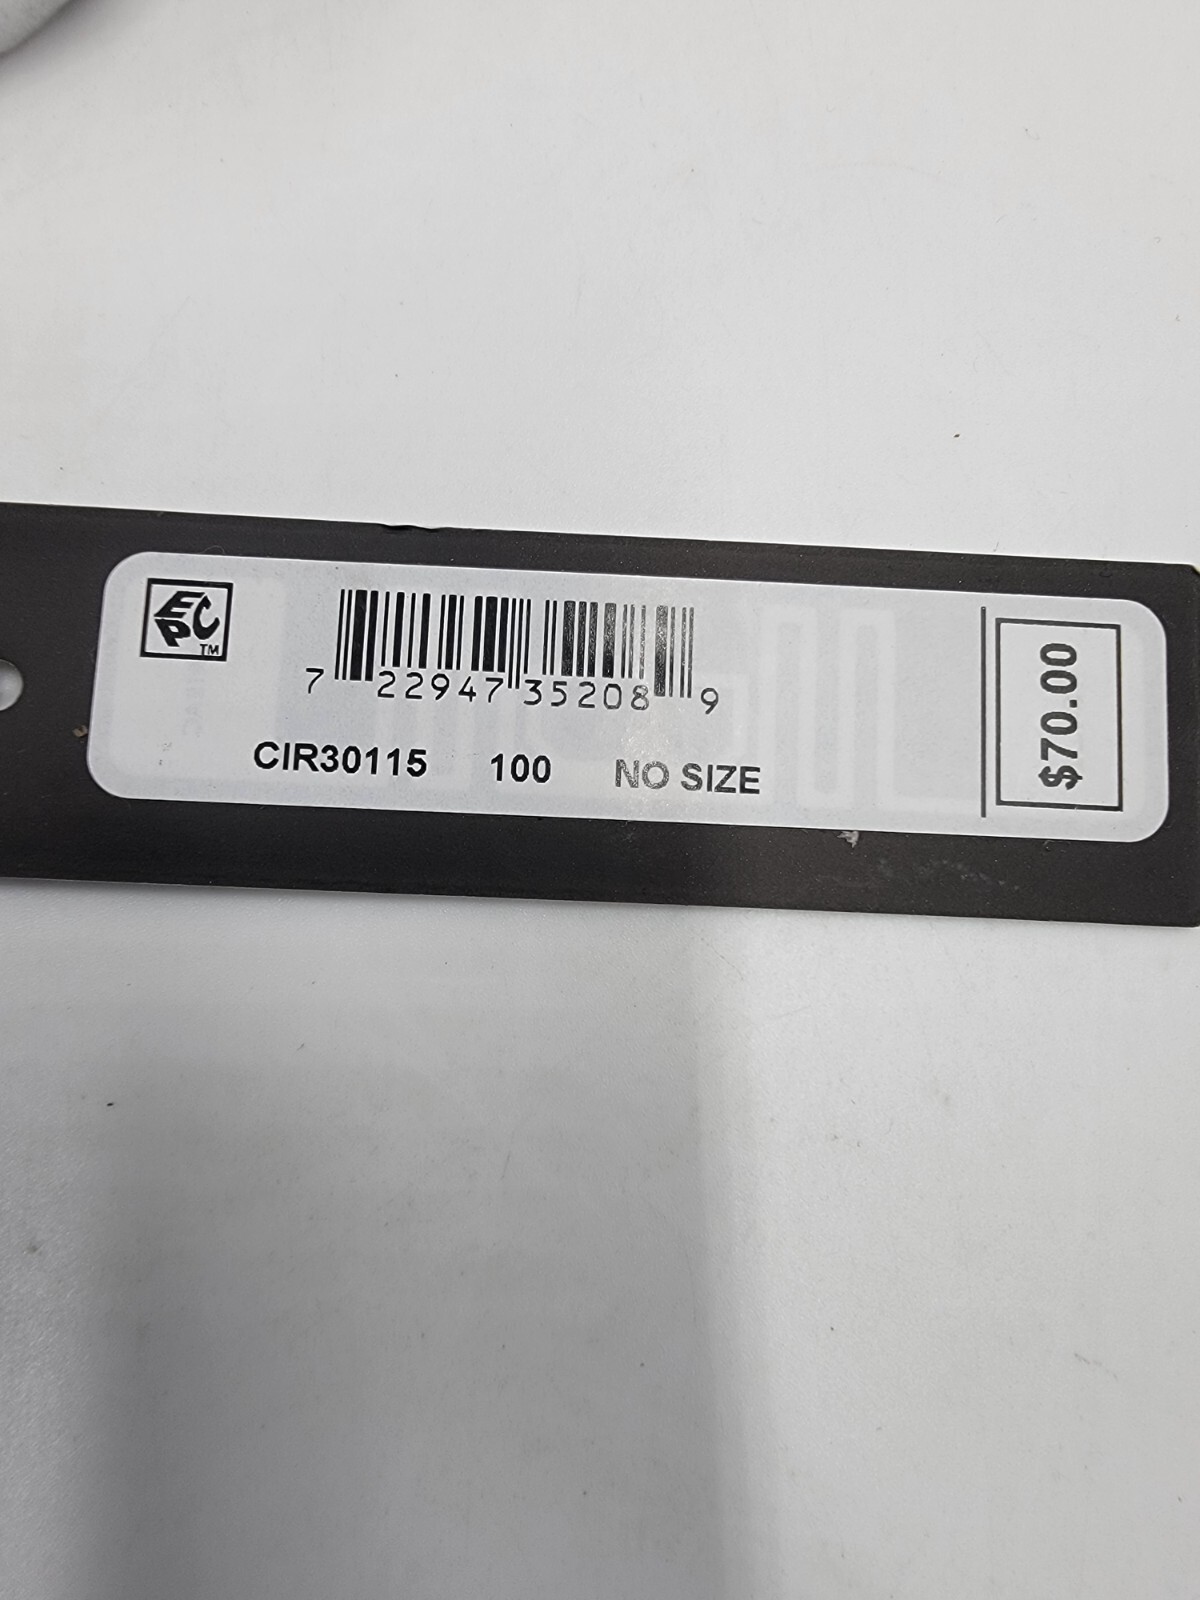 EPC TM
7 22947 35208 9
CIR30115 100 NO SIZE
$70.00